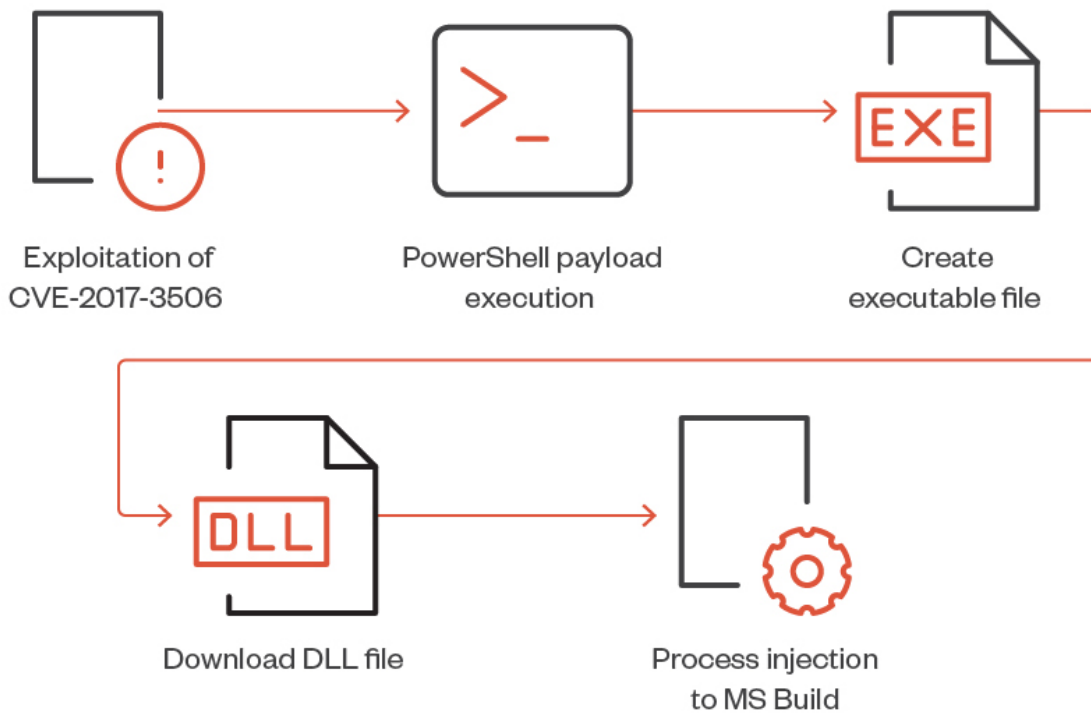 EXE
Exploitation of
CVE-2017-3506
PowerShell payload
execution
Create
executable file
DLL
Download DLL file
Process injection
to MS Build